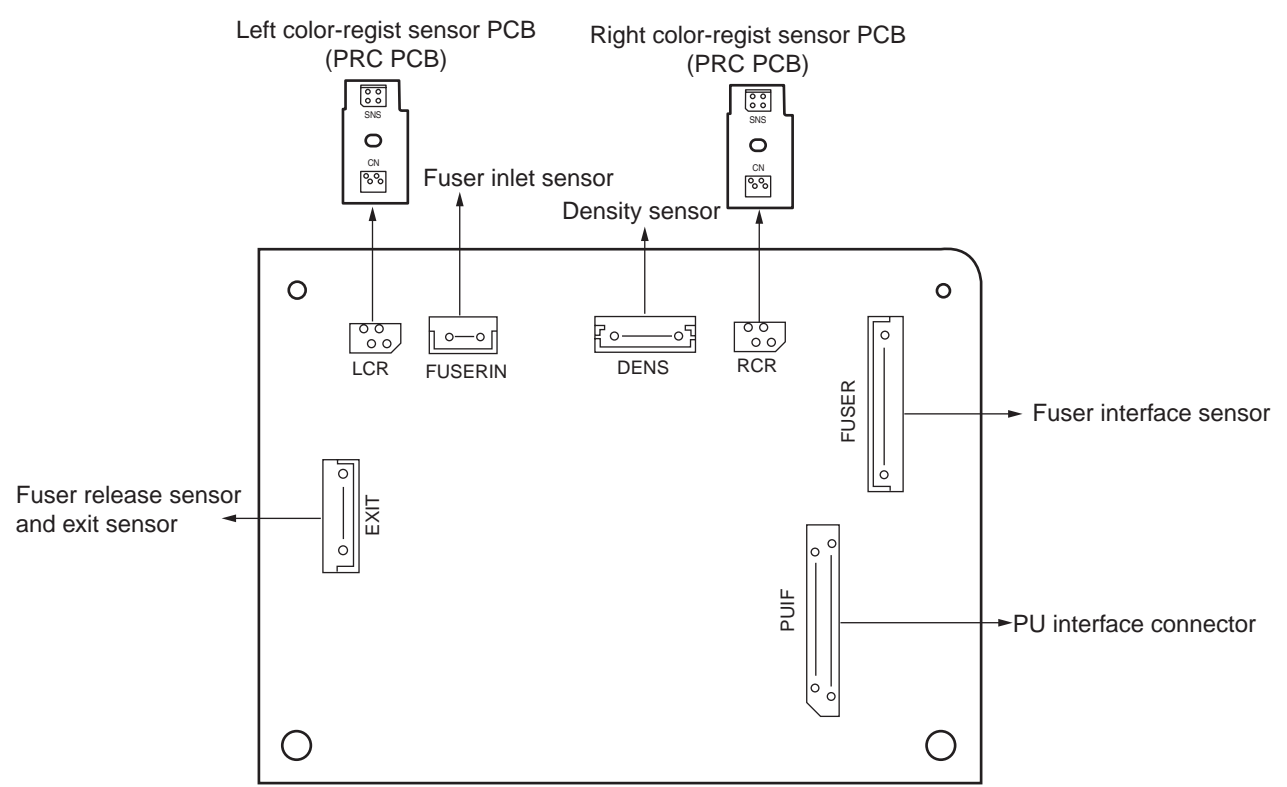 Left color-regist sensor PCB
(PRC PCB)
Right color-regist sensor PCB
(PRC PCB)
SNS
CN
SNS
CN
Fuser inlet sensor
Density sensor
LCR
FUSERIN
DENS
RCR
FUSER
Fuser interface sensor
Fuser release sensor
and exit sensor
EXIT
PUIF
PU interface connector